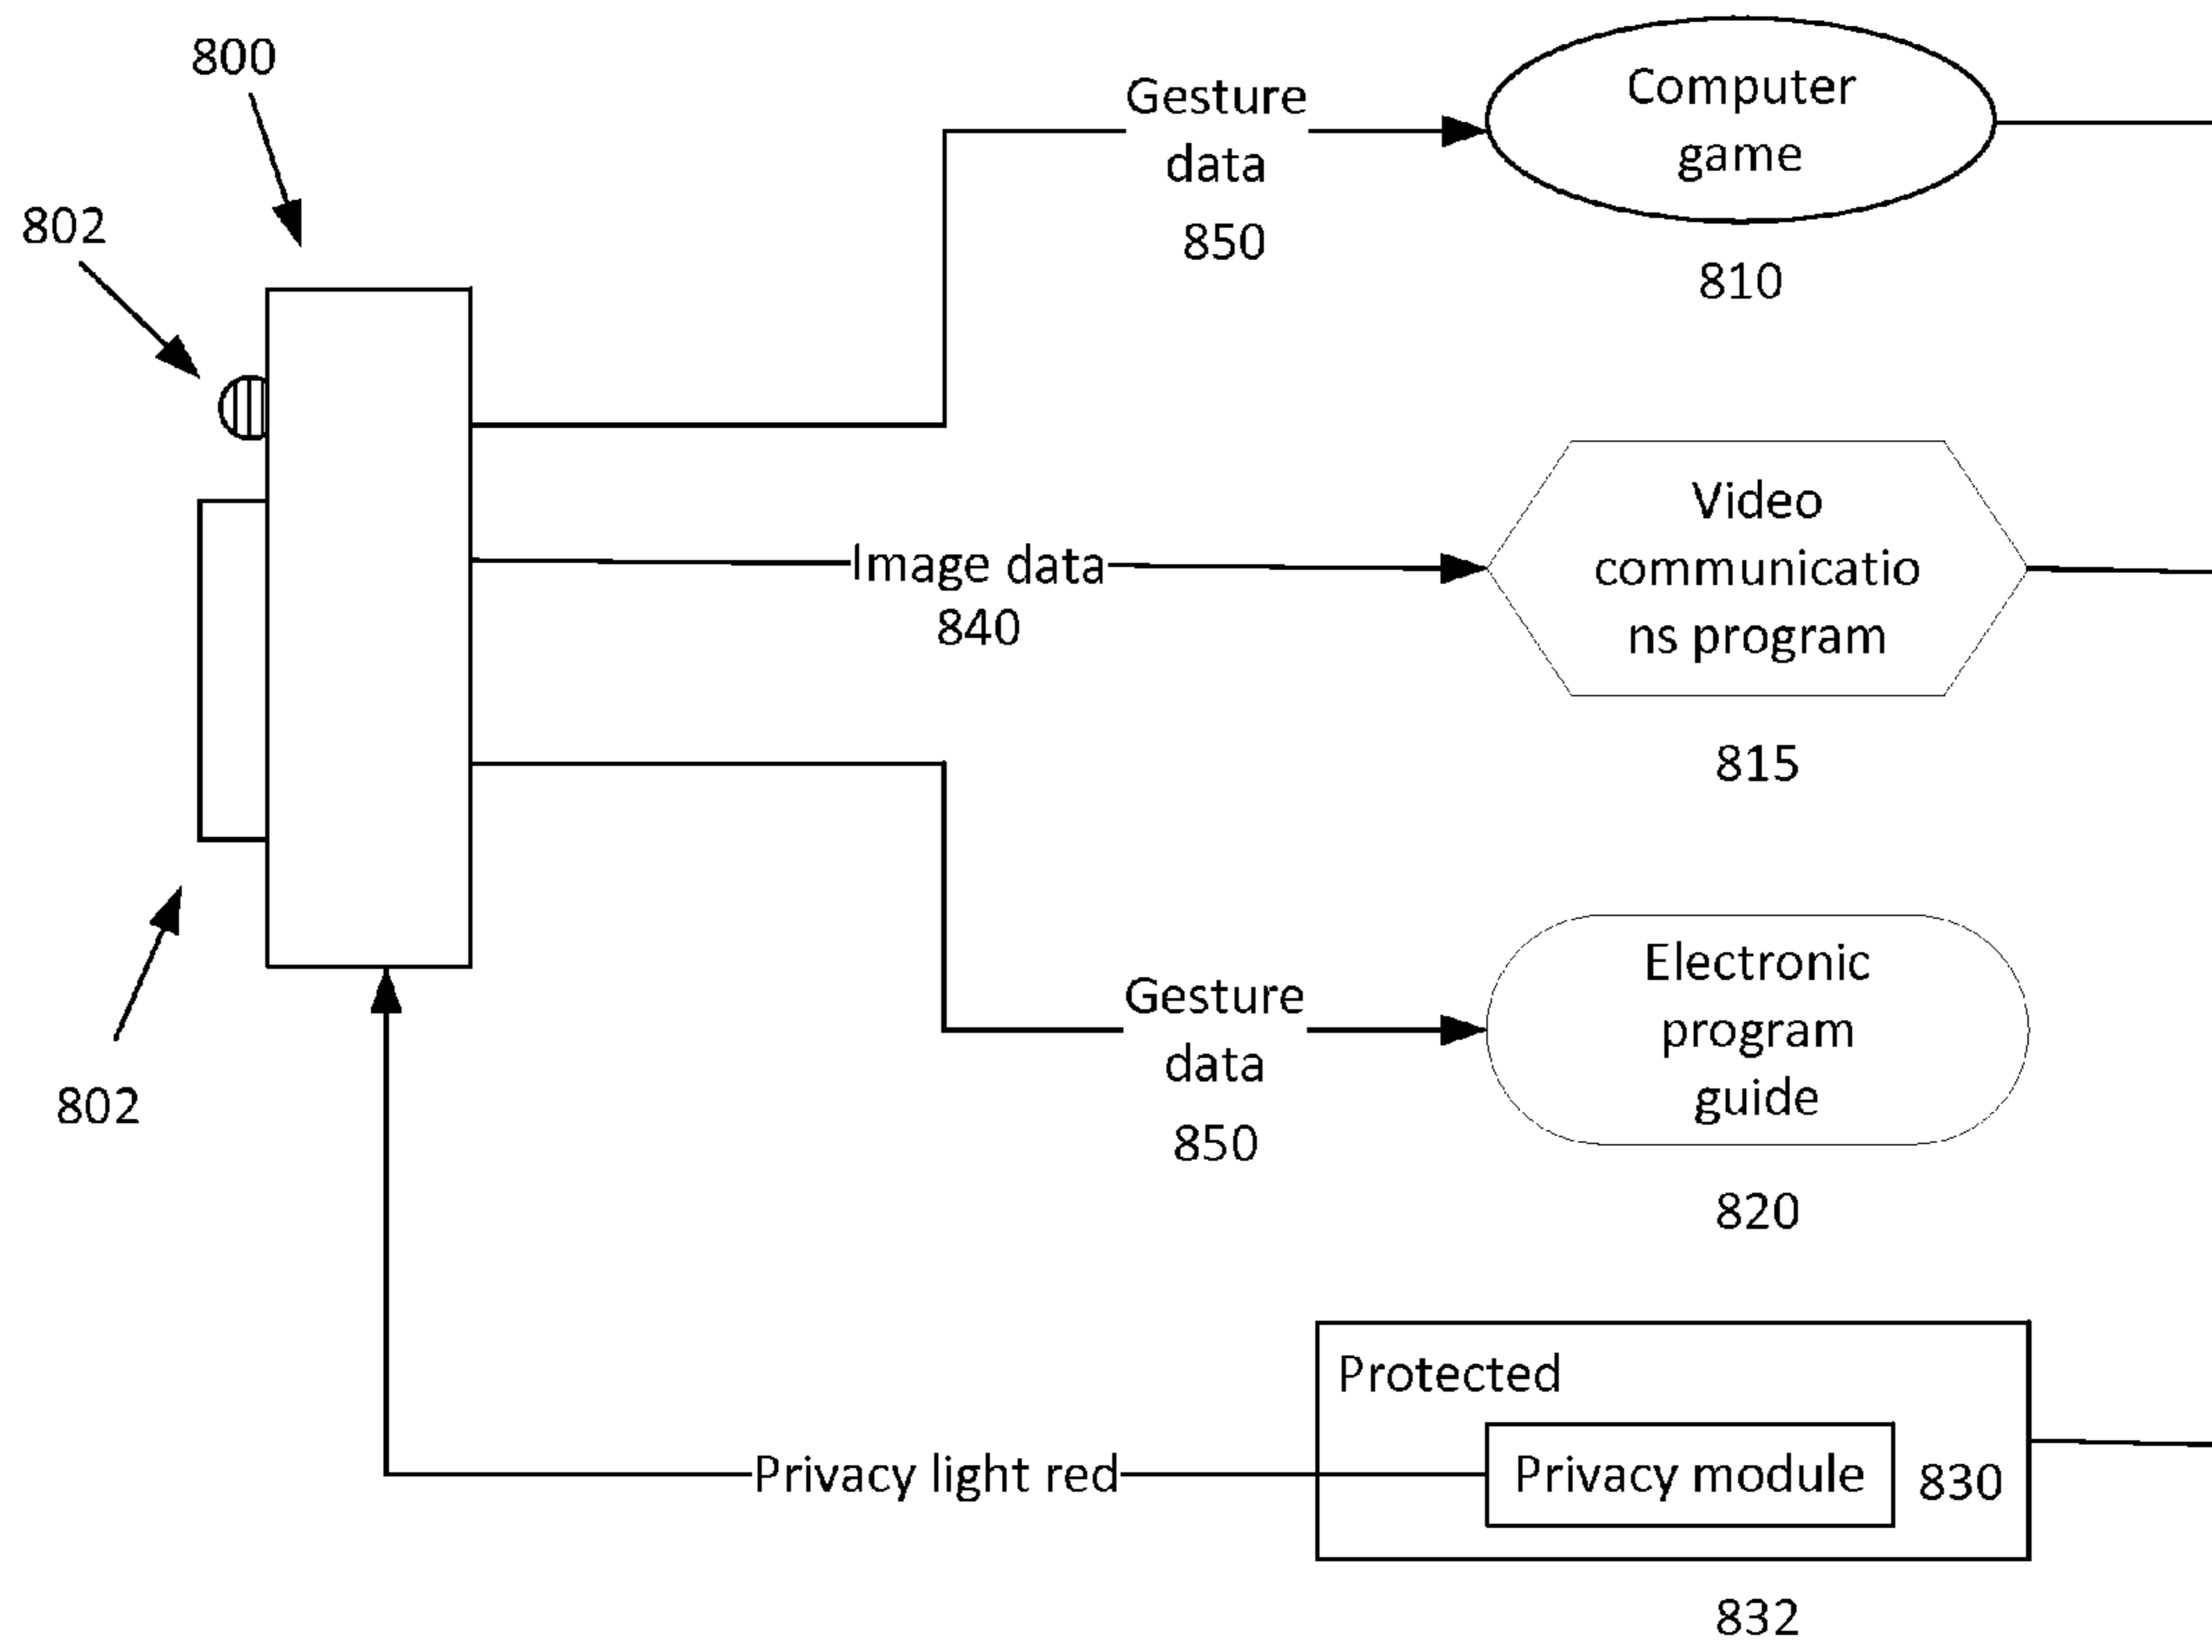 800
802
Gesture
data
850
Computer
game
810
Image data
840
Video
communicatio
ns program
815
802
Gesture
data
850
Electronic
program
guide
820
Privacy light red
Protected
Privacy module
830
832